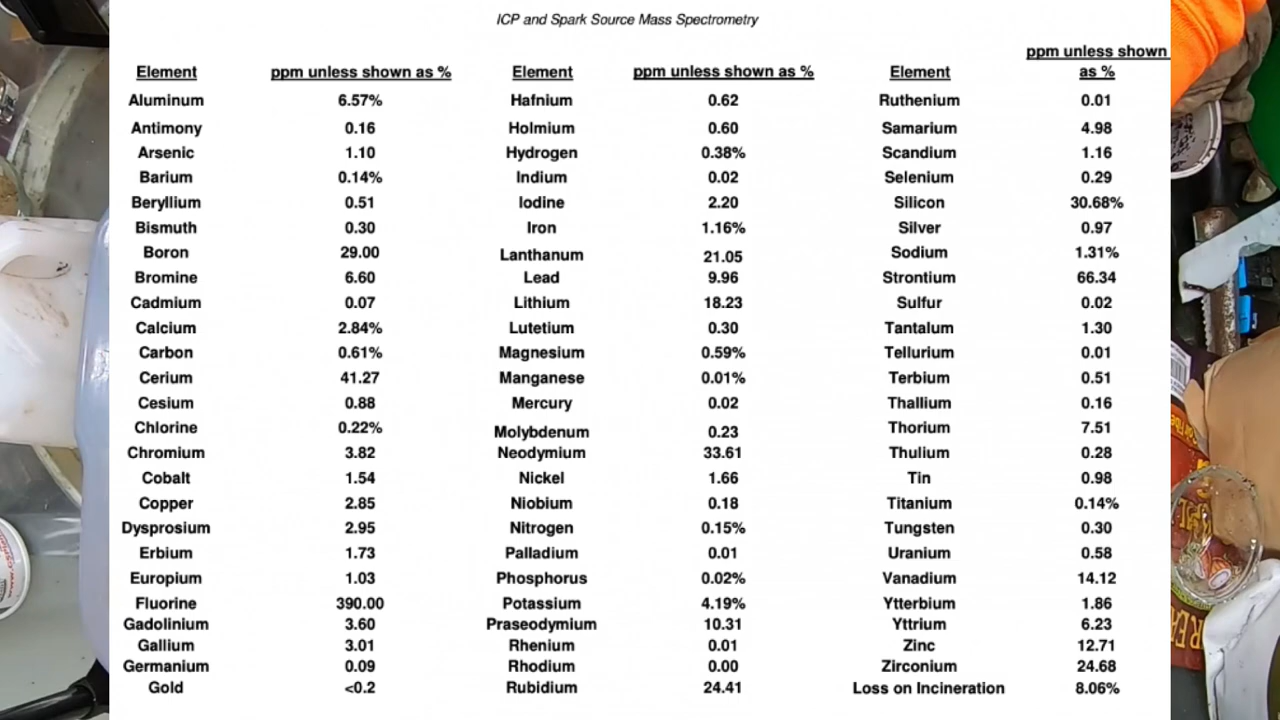 ICP and Spark Source Mass Spectrometry
Element ppm unless shown as % Element ppm unless shown as % Element ppm unless shown as %
Aluminum 6.57% Hafnium 0.62 Ruthenium 0.01
Antimony 0.16 Holmium 0.60 Samarium 4.98
Arsenic 1.10 Hydrogen 0.38% Scandium 1.16
Barium 0.14% Indium 0.02 Selenium 0.29
Beryllium 0.51 Iodine 2.20 Silicon 30.68%
Bismuth 0.30 Iron 1.16% Silver 0.97
Boron 29.00 Lanthanum 21.05 Sodium 1.31%
Bromine 6.60 Lead 9.96 Strontium 66.34
Cadmium 0.07 Lithium 18.23 Sulfur 0.02
Calcium 2.84% Lutetium 0.30 Tantalum 1.30
Carbon 0.61% Magnesium 0.59% Tellurium 0.01
Cerium 41.27 Manganese 0.01% Terbium 0.51
Cesium 0.88 Mercury 0.02 Thallium 0.16
Chlorine 0.22% Molybdenum 0.23 Thorium 7.51
Chromium 3.82 Neodymium 33.61 Thulium 0.28
Cobalt 1.54 Nickel 1.66 Tin 0.98
Copper 2.85 Niobium 0.18 Titanium 0.14%
Dysprosium 2.95 Nitrogen 0.15% Tungsten 0.30
Erbium 1.73 Palladium 0.01 Uranium 0.58
Europium 1.03 Phosphorus 0.02% Vanadium 14.12
Fluorine 390.00 Potassium 4.19% Ytterbium 1.86
Gadolinium 3.60 Praseodymium 10.31 Yttrium 6.23
Gallium 3.01 Rhenium 0.01 Zinc 12.71
Germanium 0.09 Rhodium 0.00 Zirconium 24.68
Gold <0.2 Rubidium 24.41 Loss on Incineration 8.06%